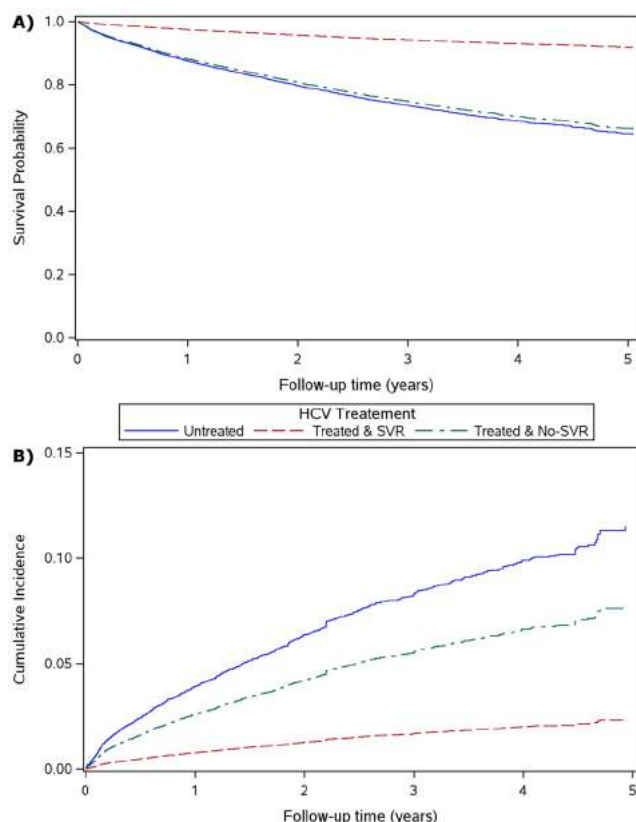 A)
1.0
0.8
0.6
0.4
0.2
0.0
Survival Probability
0 1 2 3 4 5
Follow-up time (years)
HCV Treatement
Untreated Treated & SVR Treated & No-SVR
B)
0.15
0.10
0.05
0.00
Cumulative Incidence
0 1 2 3 4 5
Follow-up time (years)